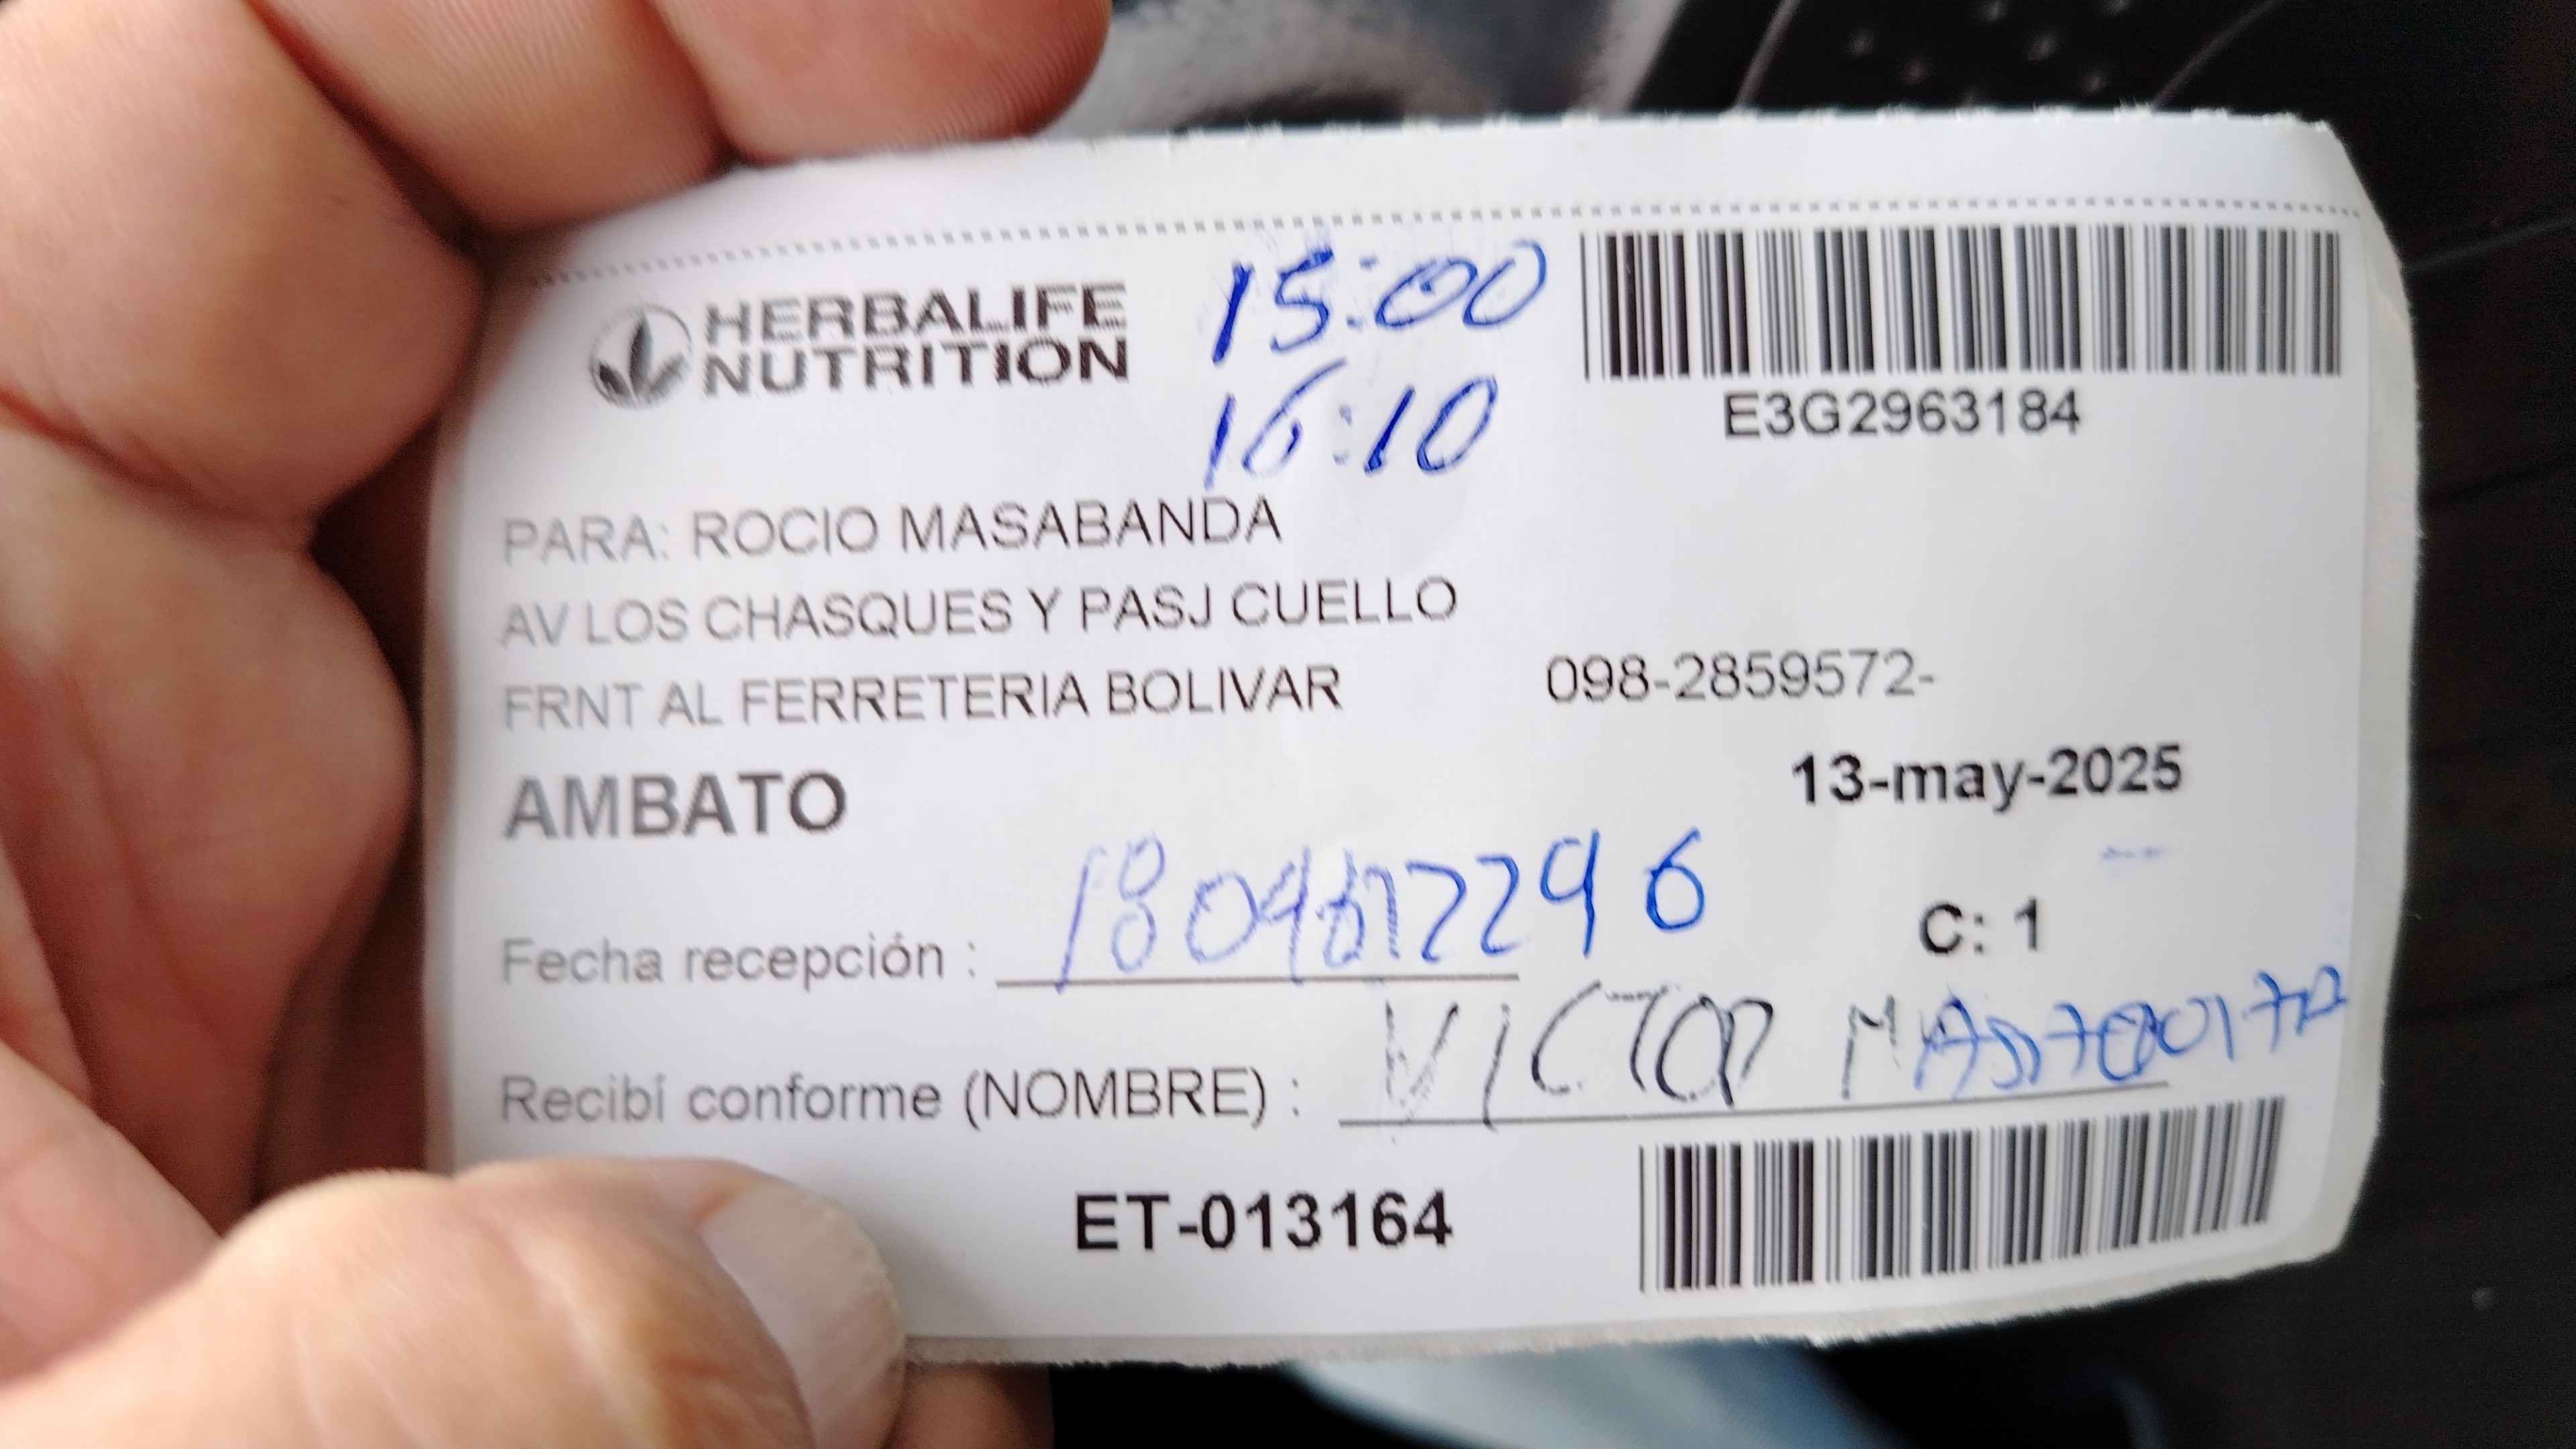 HERBALIFE
NUTRITION
15:00
16:10
E3G2963184
PARA: ROCIO MASABANDA
AV LOS CHASQUES Y PASJ CUELLO
FRNT AL FERRETERIA BOLIVAR 098-2859572-
AMBATO
13-may-2025
Fecha recepción :
C: 1
Recibí conforme (NOMBRE) : VICTOR
ET-013164